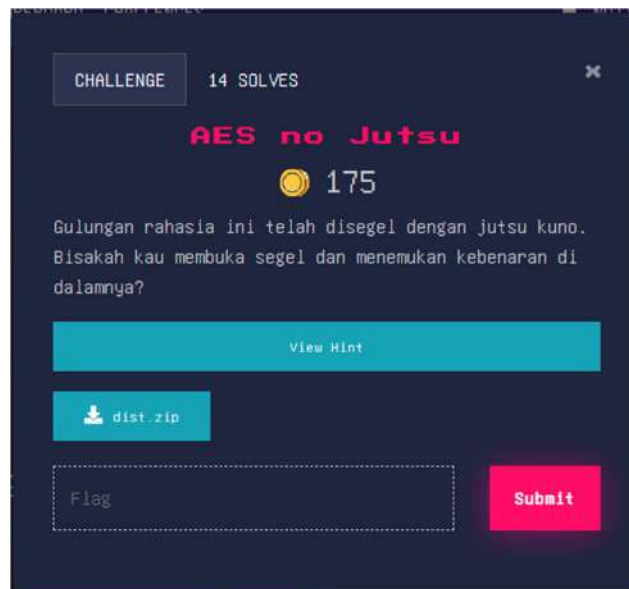 CHALLENGE
14 SOLVES
×
AES no Jutsu
175
Gulungan rahasia ini telah disegel dengan jutsu kuno.
Bisakah kau membuka segel dan menemukan kebenaran di
dalamnya?
View Hint
dist.zip
Flag
Submit